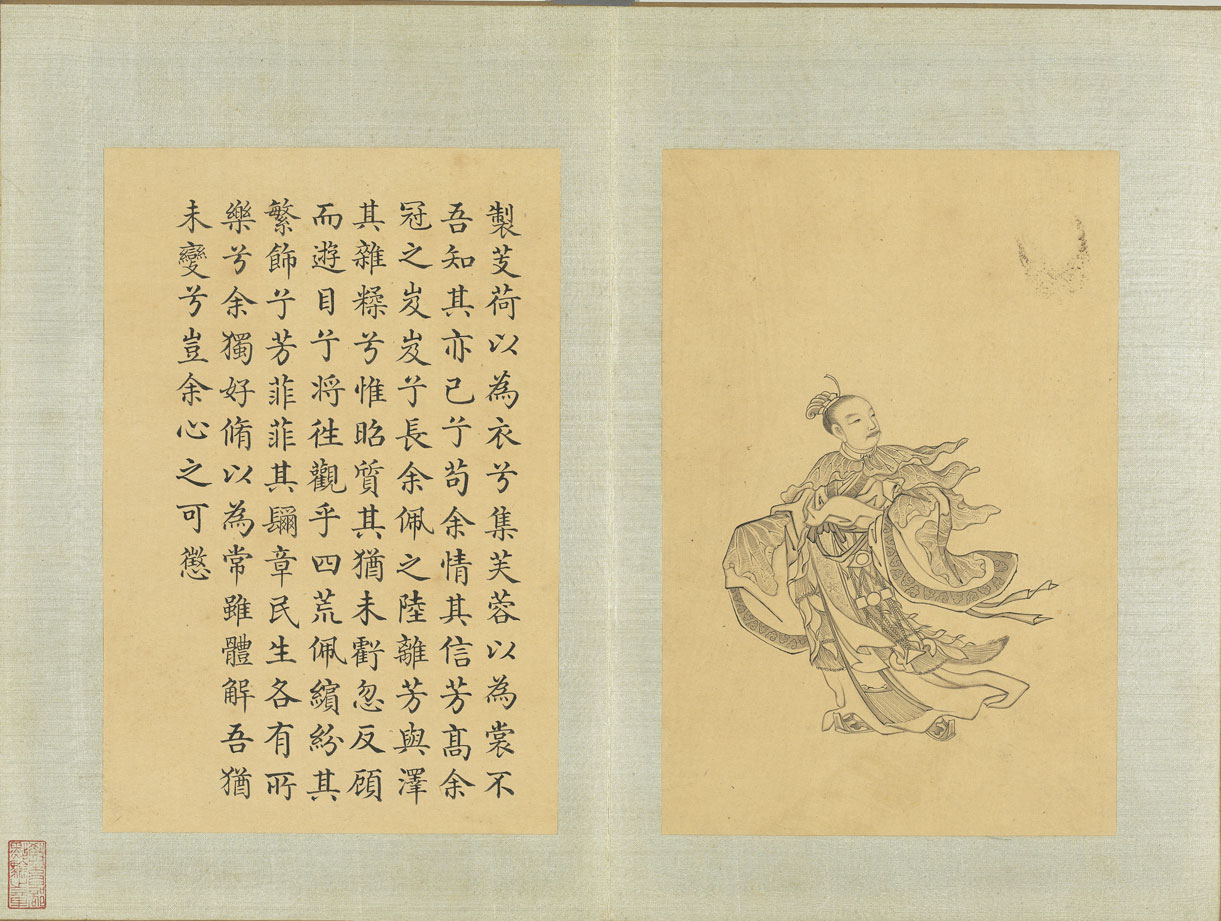 製芰荷以為衣兮集芙蓉以為裳不
吾知其亦已兮苟余情其信芳髙余
冠之岌岌兮長余佩之陸離芳與澤
其雜糅兮惟昭質其猶未虧忽反顧
而遊目兮将往觀乎四荒佩繽紛其
繁飾兮芳菲菲其彌章民生各有所
樂兮余獨好脩以為常雖體解吾猶
未變兮豈余心之可懲